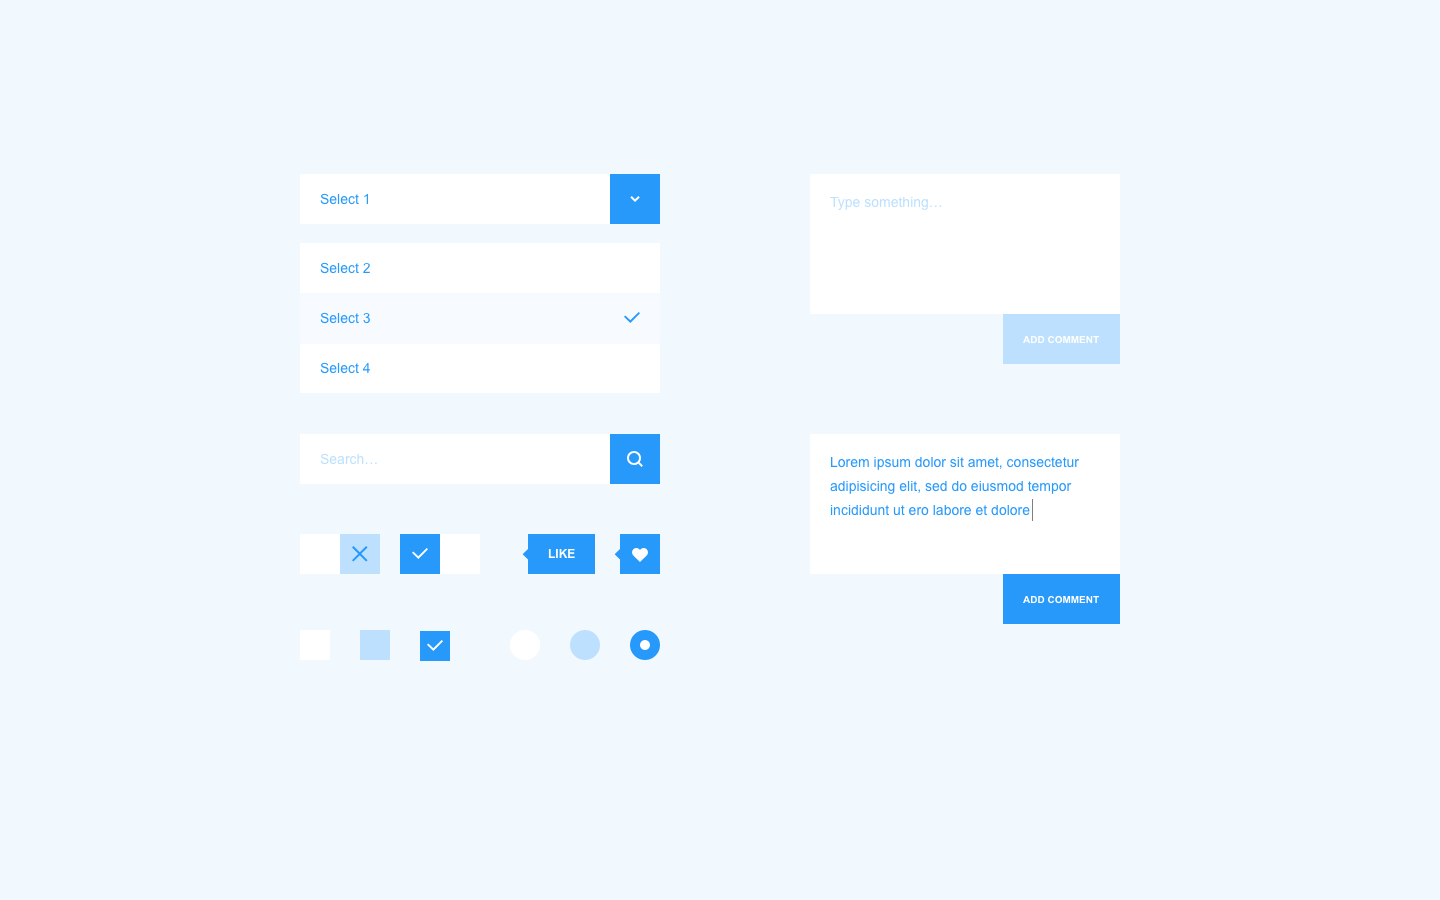 Select 1
Select 2
Select 3
Select 4
Search...
LIKE
Type something...
ADD COMMENT
Lorem ipsum dolor sit amet, consectetur
adipisicing elit, sed do eiusmod tempor
incididunt ut ero labore et dolore
ADD COMMENT